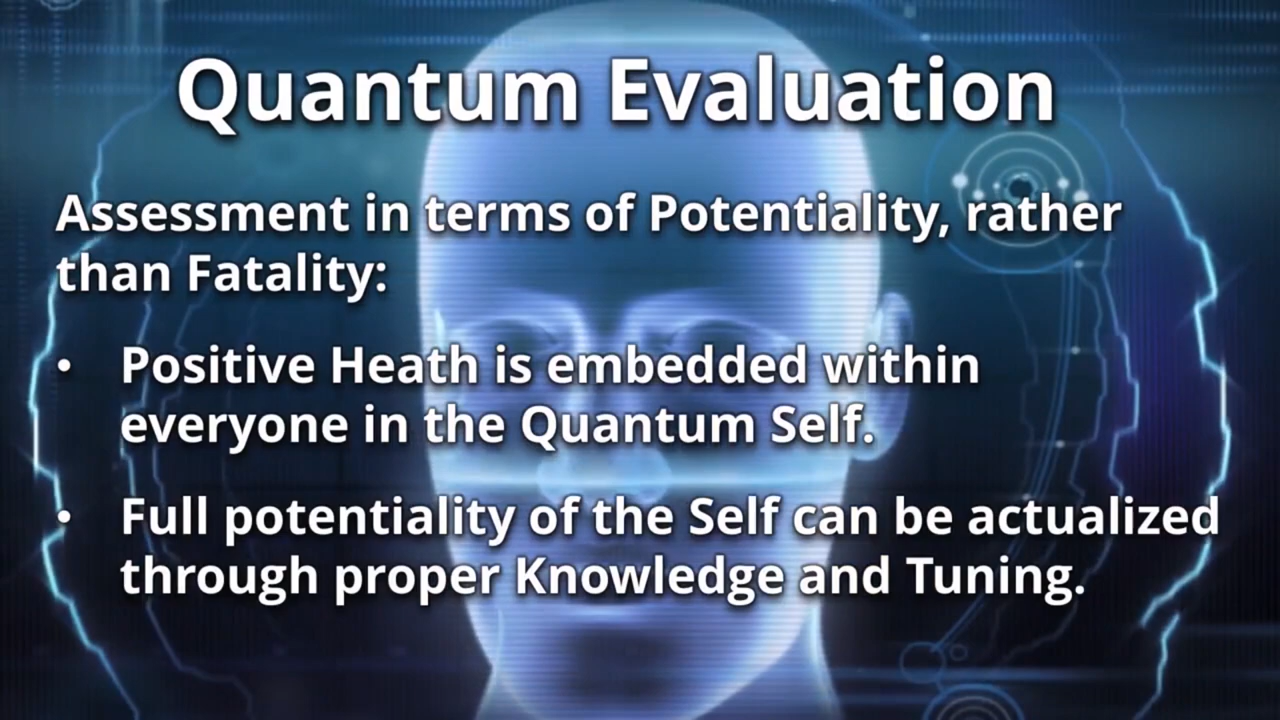 Quantum Evaluation
Assessment in terms of Potentiality, rather
than Fatality:
• Positive Heath is embedded within
everyone in the Quantum Self.
• Full potentiality of the Self can be actualized
through proper Knowledge and Tuning.